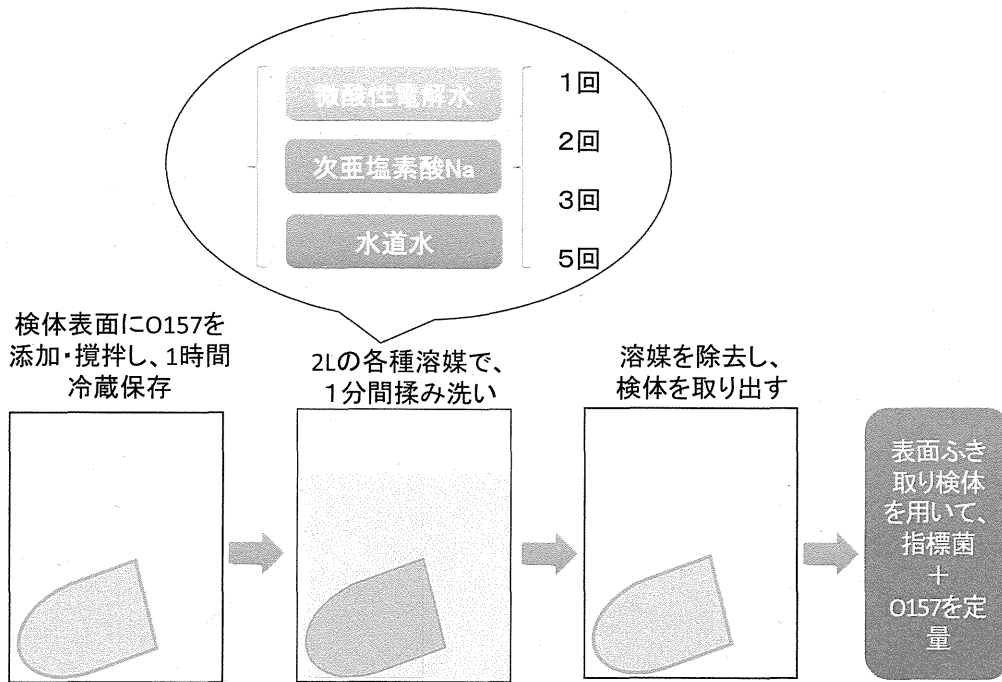 微酸性電解水
次亜塩素酸Na
水道水
1回
2回
3回
5回
検体表面にO157を
添加・撹拌し、1時間
冷蔵保存
2Lの各種溶媒で、
1分間揉み洗い
溶媒を除去し、
検体を取り出す
表面ふき
取り検体
を用いて、
指標菌
＋
O157を定
量